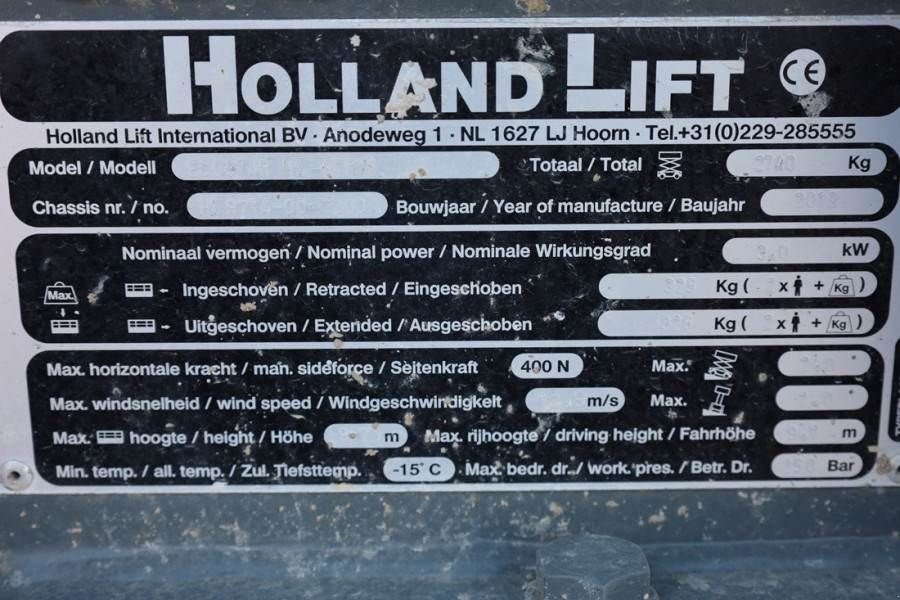 HOLLAND LIFT CE
Holland Lift International BV · Anodeweg 1 · NL 1627 LJ Hoorn · Tel.+31(0)229-285555
Model / Modell Totaal / Total Kg
Chassis nr. / no. Bouwjaar / Year of manufacture / Baujahr
Nominaal vermogen / Nominal power / Nominale Wirkungsgrad kW
Max. - Ingeschoven / Retracted / Eingeschoben Kg ( x + Kg )
- Uitgeschoven / Extended / Ausgeschoben Kg ( x + Kg )
Max. horizontale kracht / man. sideforce / Seitenkraft 400 N Max.
Max. windsnelheid / wind speed / Windgeschwindigkeit m/s Max.
Max. hoogte / height / Höhe m Max. rijhoogte / driving height / Fahrhöhe m
Min. temp. / all. temp. / Zul. Tiefsttemp. -15° C Max. bedr. dr. / work. pres. / Betr. Dr. Bar